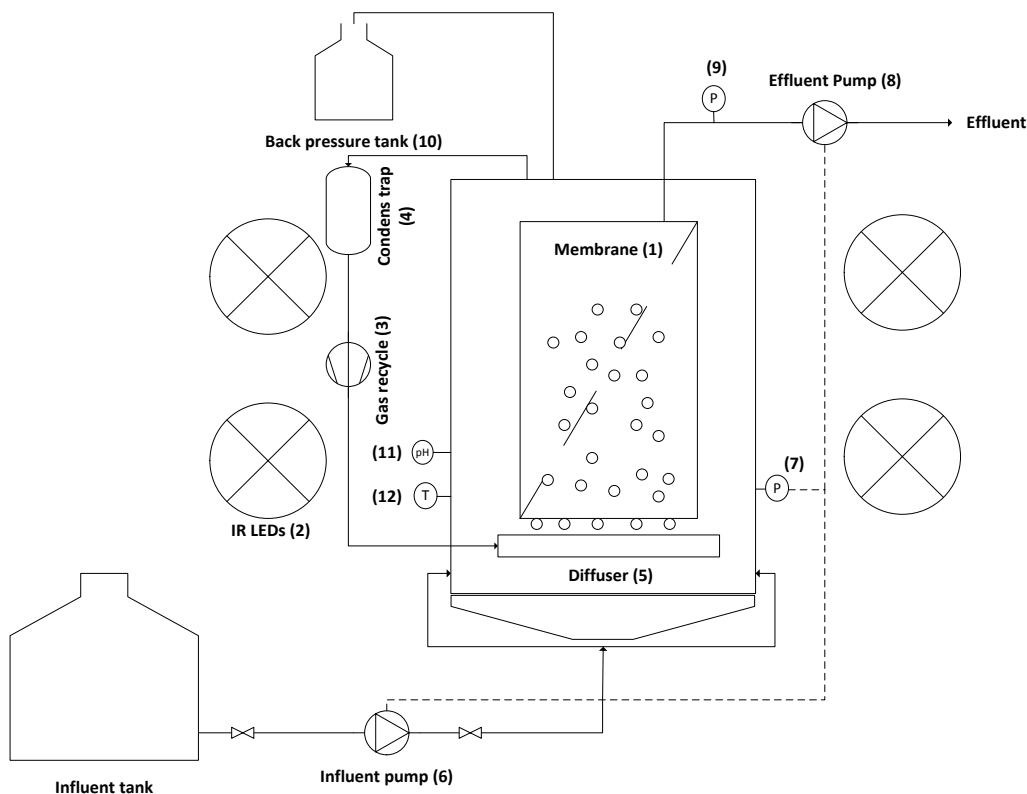 (9)
Effluent Pump (8)
P
Effluent
Back pressure tank (10)
Condens trap
(4)
Membrane (1)
Gas recycle (3)
(11)
pH
(7)
P
(12)
T
IR LEDs (2)
Diffuser (5)
Influent pump (6)
Influent tank